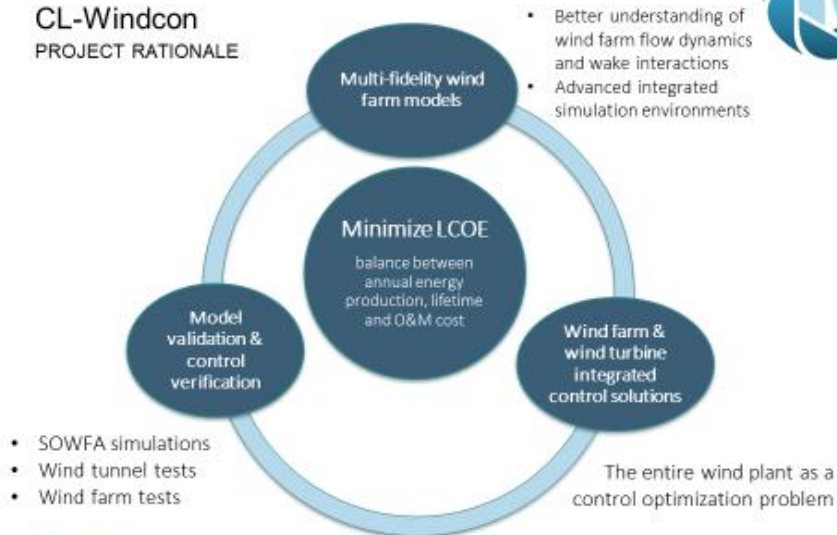 CL-Windcon
PROJECT RATIONALE
• Better understanding of
wind farm flow dynamics
and wake interactions
• Advanced integrated
simulation environments
Multi-fidelity wind
farm models
Minimize LCOE
balance between
annual energy
production, lifetime
and O&M cost
Model
validation &
control
verification
Wind farm &
wind turbine
integrated
control solutions
• SOWFA simulations
• Wind tunnel tests
• Wind farm tests
The entire wind plant as a
control optimization problem